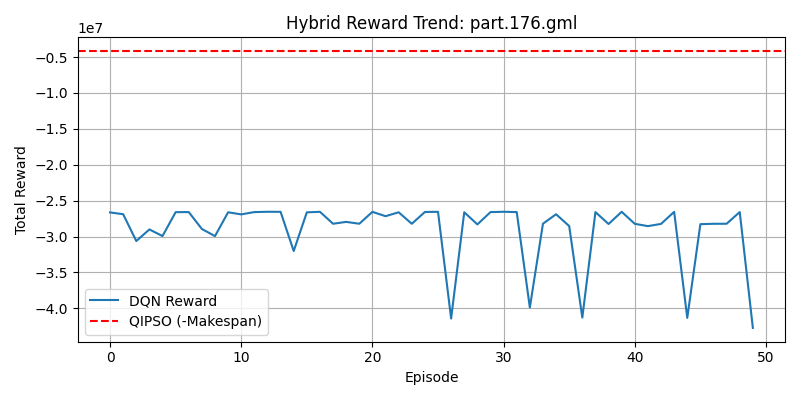 Hybrid Reward Trend: part.176.gml
1e7
−0.5
−1.0
−1.5
−2.0
−2.5
−3.0
−3.5
−4.0
Total Reward
DQN Reward
QIPSO (-Makespan)
0 10 20 30 40 50
Episode